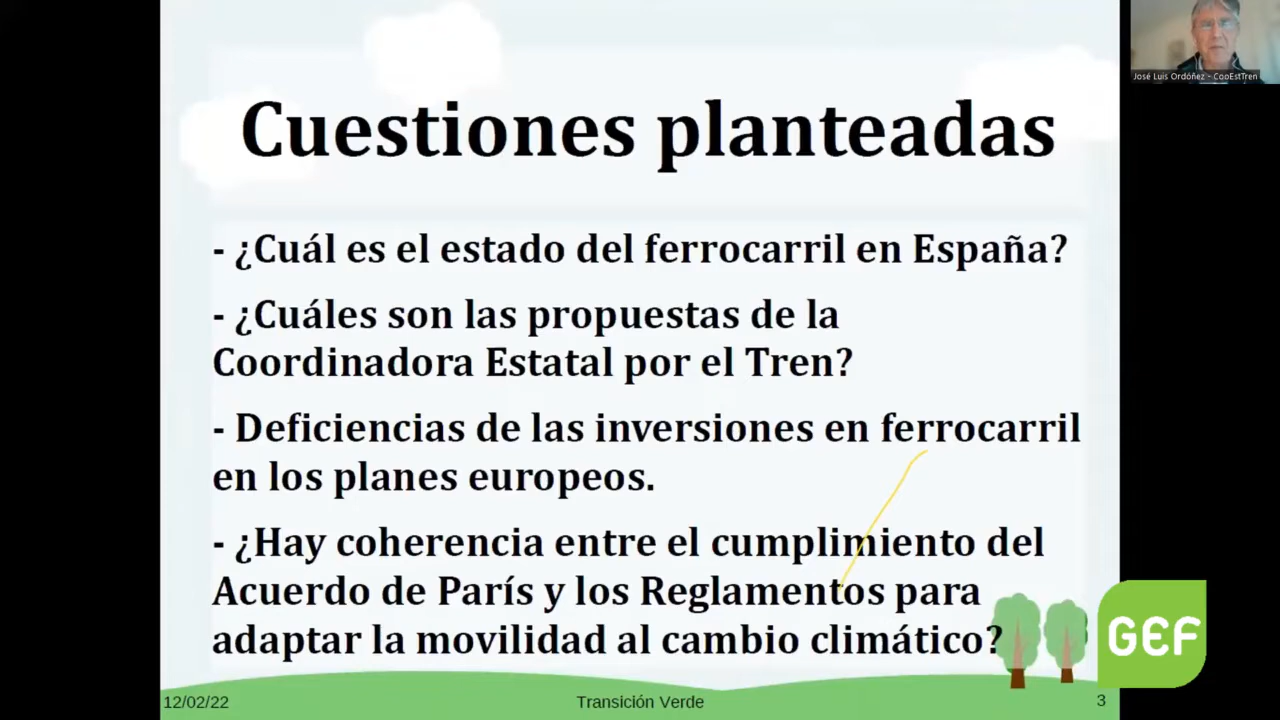 José Luis Ordóñez - CooEstTren
Cuestiones planteadas
- ¿Cuál es el estado del ferrocarril en España?
- ¿Cuáles son las propuestas de la
Coordinadora Estatal por el Tren?
- Deficiencias de las inversiones en ferrocarril
en los planes europeos.
- ¿Hay coherencia entre el cumplimiento del
Acuerdo de París y los Reglamentos para
adaptar la movilidad al cambio climático?
GEF
12/02/22
Transición Verde
3